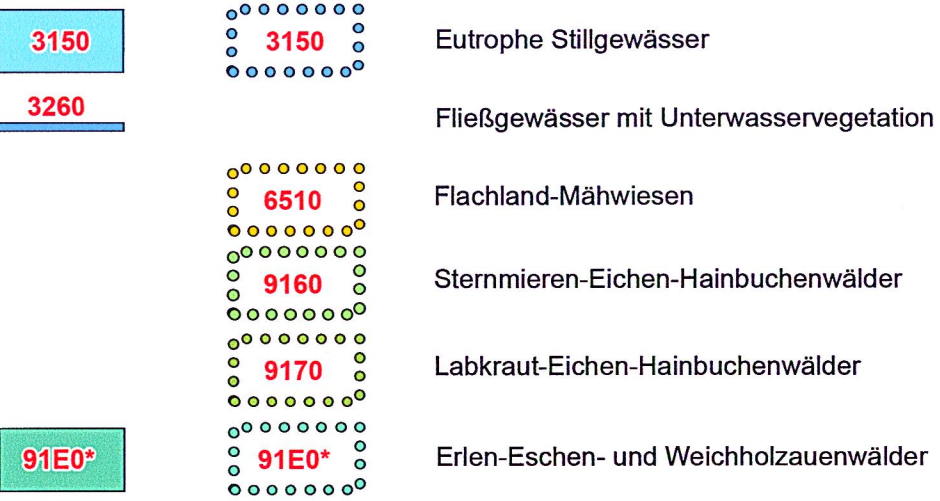 3150 3150 Eutrophe Stillgewässer
3260 Fließgewässer mit Unterwasservegetation
6510 Flachland-Mähwiesen
9160 Sternmieren-Eichen-Hainbuchenwälder
9170 Labkraut-Eichen-Hainbuchenwälder
91E0* 91E0* Erlen-Eschen- und Weichholzauenwälder